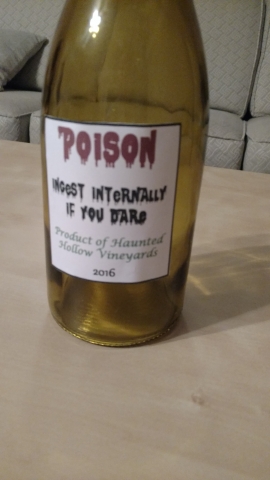 POISON
INGEST INTERNALLY
IF YOU DARE
Product of Haunted
Hollow Vineyards
2016